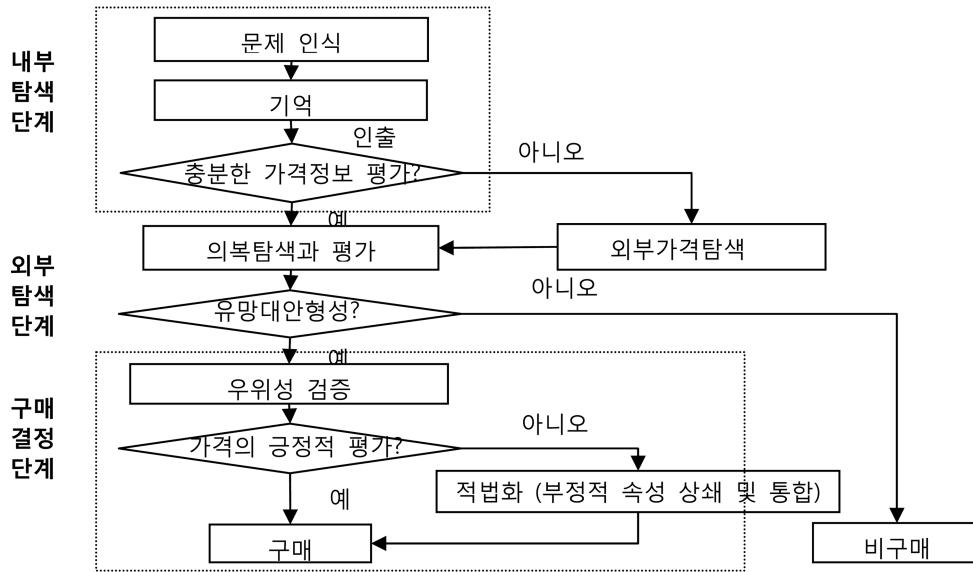 문제 인식
내부
탐색
단계
기억
인출
아니오
충분한 가격정보 평가?
예
의복탐색과 평가
외부가격탐색
외부
탐색
단계
아니오
유망대안형성?
예
우위성 검증
구매
결정
단계
아니오
가격의 긍정적 평가?
예
적법화 (부정적 속성 상쇄 및 통합)
구매
비구매